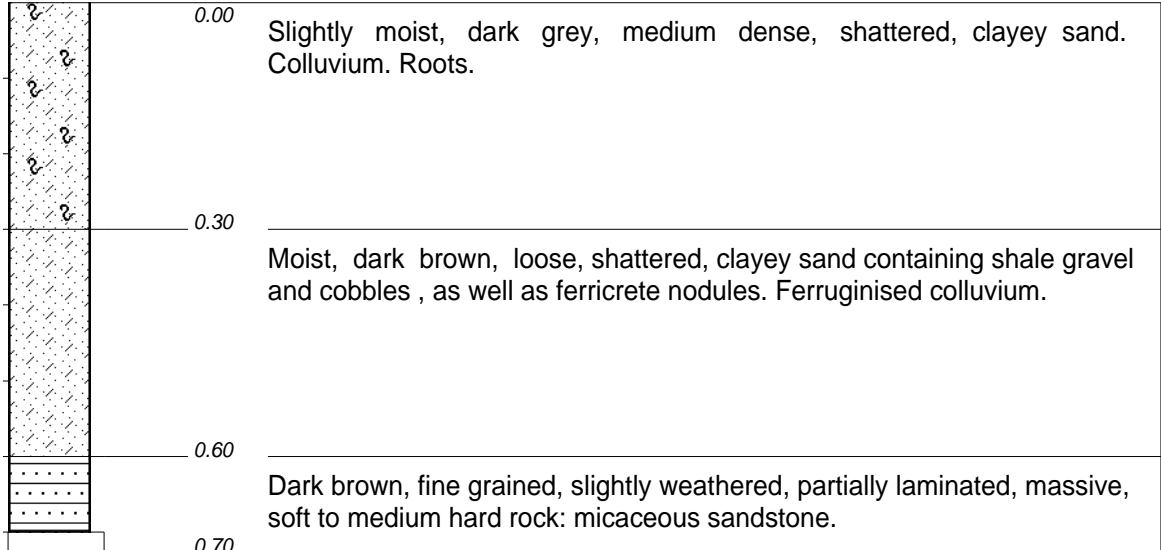 0.00
Slightly moist, dark grey, medium dense, shattered, clayey sand.
Colluvium. Roots.
0.30
Moist, dark brown, loose, shattered, clayey sand containing shale gravel
and cobbles , as well as ferricrete nodules. Ferruginised colluvium.
0.60
Dark brown, fine grained, slightly weathered, partially laminated, massive,
soft to medium hard rock: micaceous sandstone.
0.70